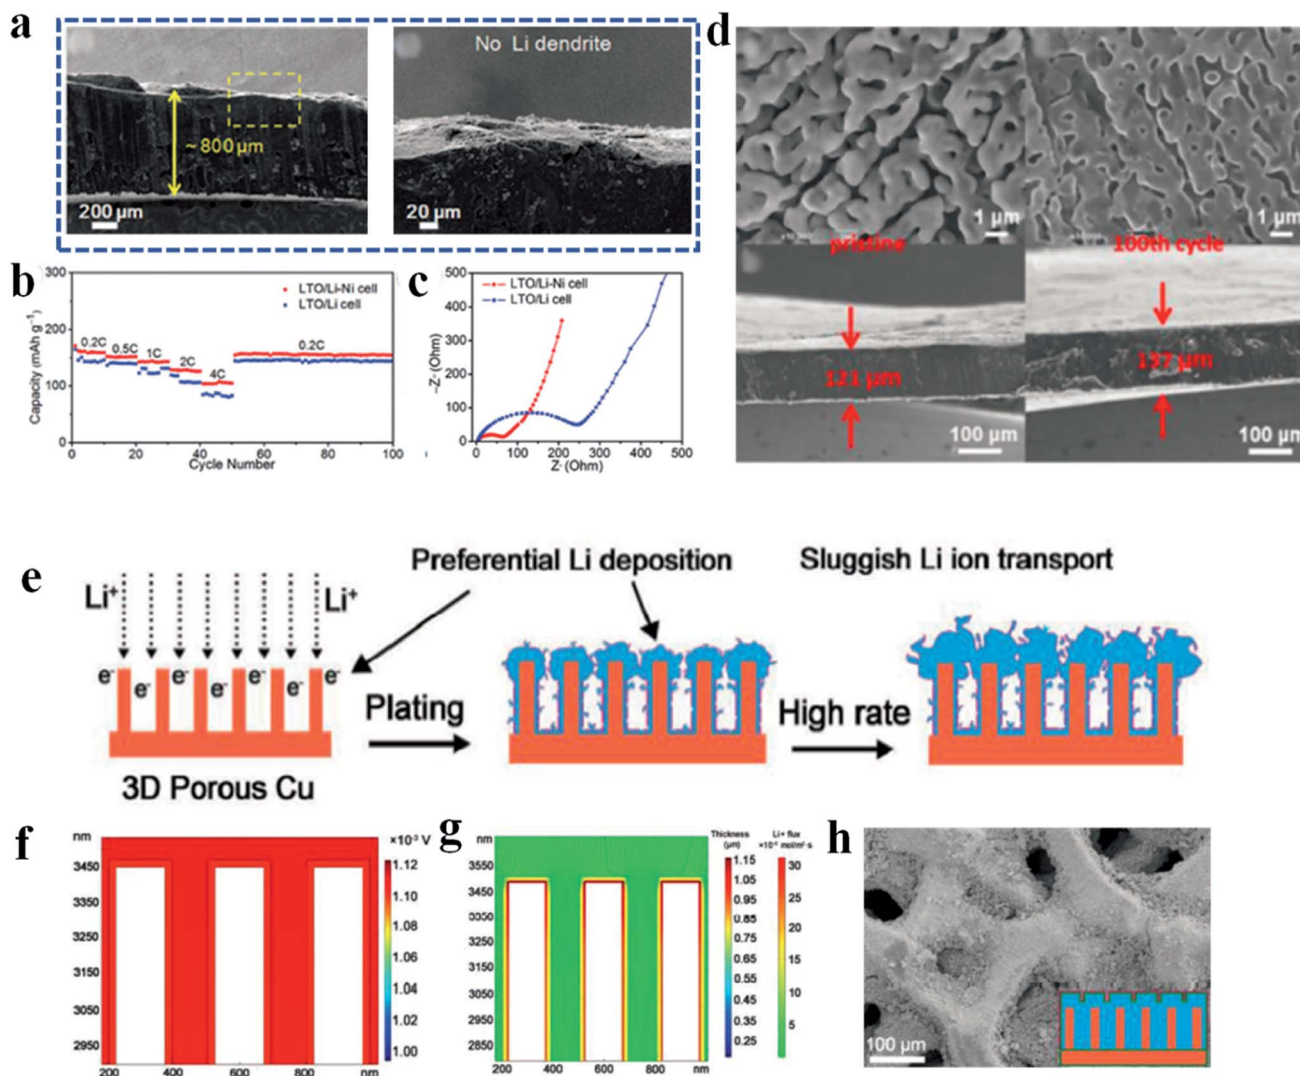 a
No Li dendrite
~ 800 μm
200 μm
20 μm
d
1 μm
1 μm
pristine
100th cycle
121 μm
137 μm
100 μm
100 μm
b
300
200
100
0
Capacity (mAh g⁻¹)
LTO/Li-Ni cell
LTO/Li cell
0.2C
0.5C
1C
2C
4C
0.2C
0 20 40 60 80 100
Cycle Number
c
500
400
300
200
100
0
-Z'' (Ohm)
LTO/Li-Ni cell
LTO/Li cell
0 100 200 300 400 500
Z' (Ohm)
e
Preferential Li deposition
Sluggish Li ion transport
Li⁺ Li⁺
e⁻ e⁻ e⁻ e⁻ e⁻ e⁻ e⁻
Plating
High rate
3D Porous Cu
f
nm
3450
3350
3250
3150
3050
2950
200 400 600 800 nm
×10⁻³ V
1.12
1.10
1.08
1.06
1.04
1.02
1.00
g
nm
3550
3450
3350
3250
3150
3050
2950
2850
200 400 600 800 nm
Thickness
(μm)
1.15
1.05
0.95
0.85
0.75
0.65
0.55
0.45
0.35
0.25
Li+ flux
30
25
20
15
10
5
h
100 μm